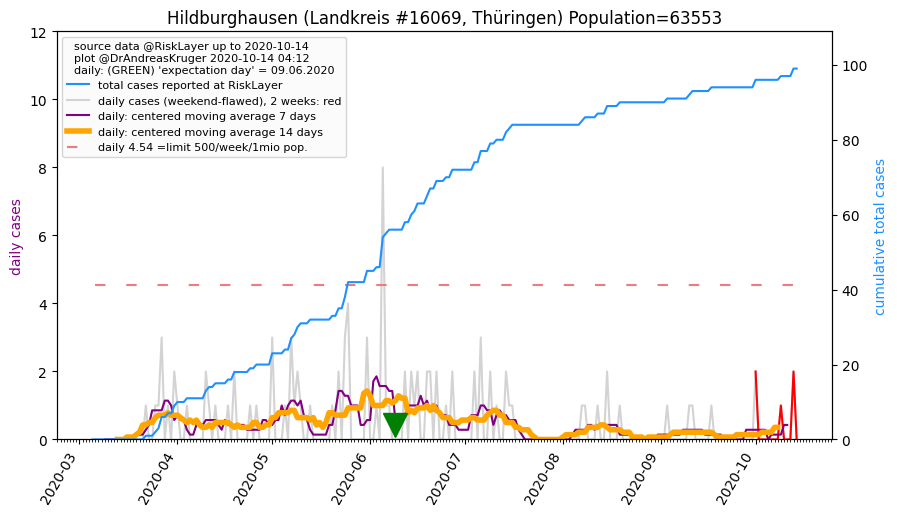 Hildburghausen (Landkreis #16069, Thüringen) Population=63553
source data @RiskLayer up to 2020-10-14
plot @DrAndreasKruger 2020-10-14 04:12
daily: (GREEN) 'expectation day' = 09.06.2020
total cases reported at RiskLayer
daily cases (weekend-flawed), 2 weeks: red
daily: centered moving average 7 days
daily: centered moving average 14 days
daily 4.54 =limit 500/week/1mio pop.
daily cases
12
10
8
6
4
2
0
cumulative total cases
100
80
60
40
20
0
2020-03
2020-04
2020-05
2020-06
2020-07
2020-08
2020-09
2020-10